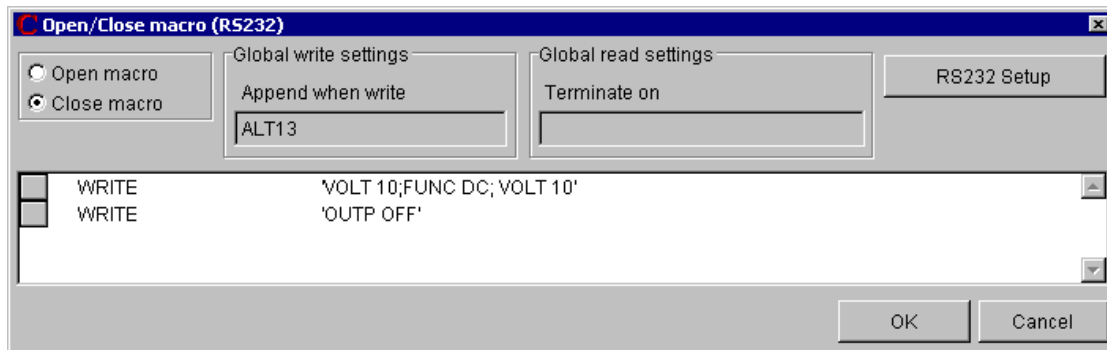 Open/Close macro (RS232)
Open macro
Close macro
Global write settings
Append when write
ALT13
Global read settings
Terminate on
RS232 Setup
WRITE 'VOLT 10;FUNC DC; VOLT 10'
WRITE 'OUTP OFF'
OK Cancel